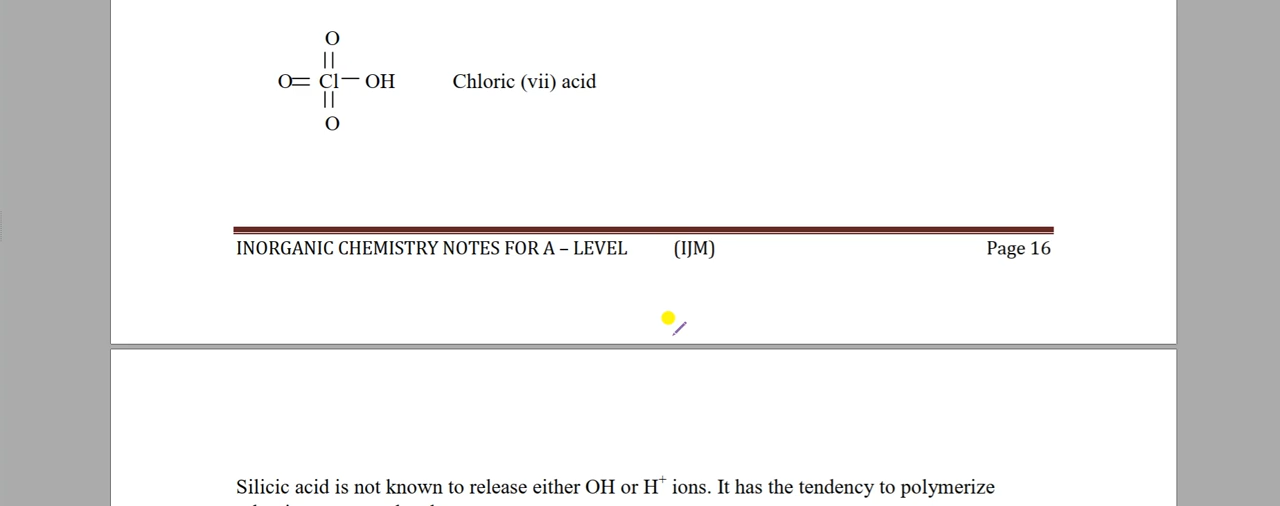 O
||
O= Cl— OH Chloric (vii) acid
||
O
INORGANIC CHEMISTRY NOTES FOR A – LEVEL (IJM) Page 16
Silicic acid is not known to release either OH or H⁺ ions. It has the tendency to polymerize